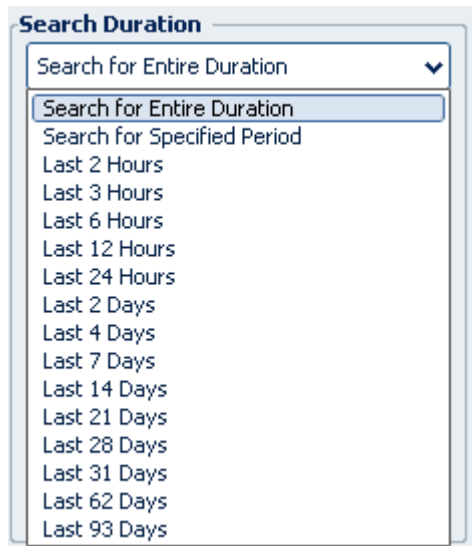 Search Duration
Search for Entire Duration
Search for Entire Duration
Search for Specified Period
Last 2 Hours
Last 3 Hours
Last 6 Hours
Last 12 Hours
Last 24 Hours
Last 2 Days
Last 4 Days
Last 7 Days
Last 14 Days
Last 21 Days
Last 28 Days
Last 31 Days
Last 62 Days
Last 93 Days